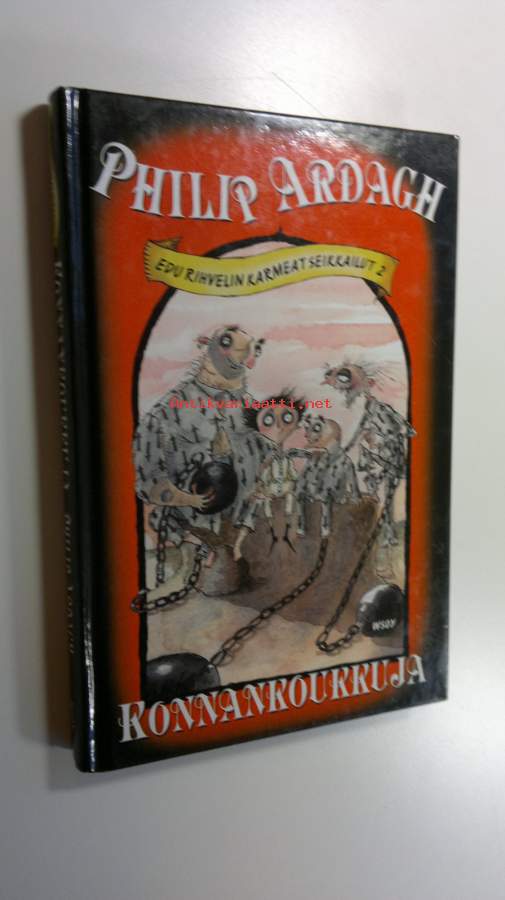 PHILIP ARDAGH
EDU RIHVELIN KARMEAT SEIKKAILUT 2
Antikvariaatti.net
WSOY
KONNANKOUKKUJA